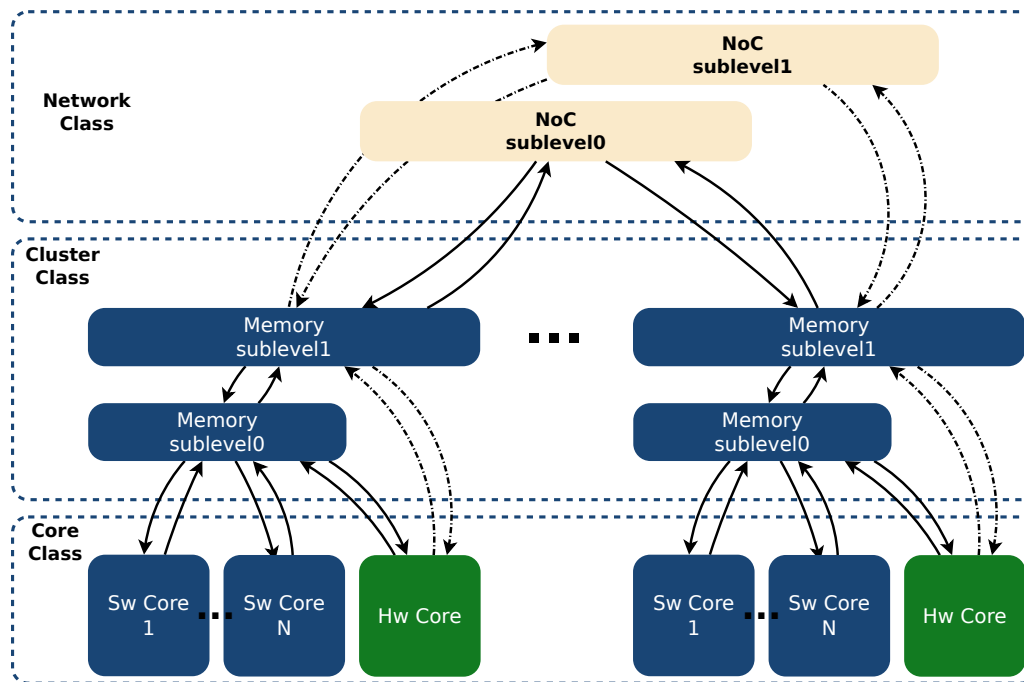 NoC
sublevel1
Network
Class
NoC
sublevel0
Cluster
Class
Memory
sublevel1
Memory
sublevel1
Memory
sublevel0
Memory
sublevel0
Core
Class
Sw Core
1
Sw Core
N
Hw Core
Sw Core
1
Sw Core
N
Hw Core